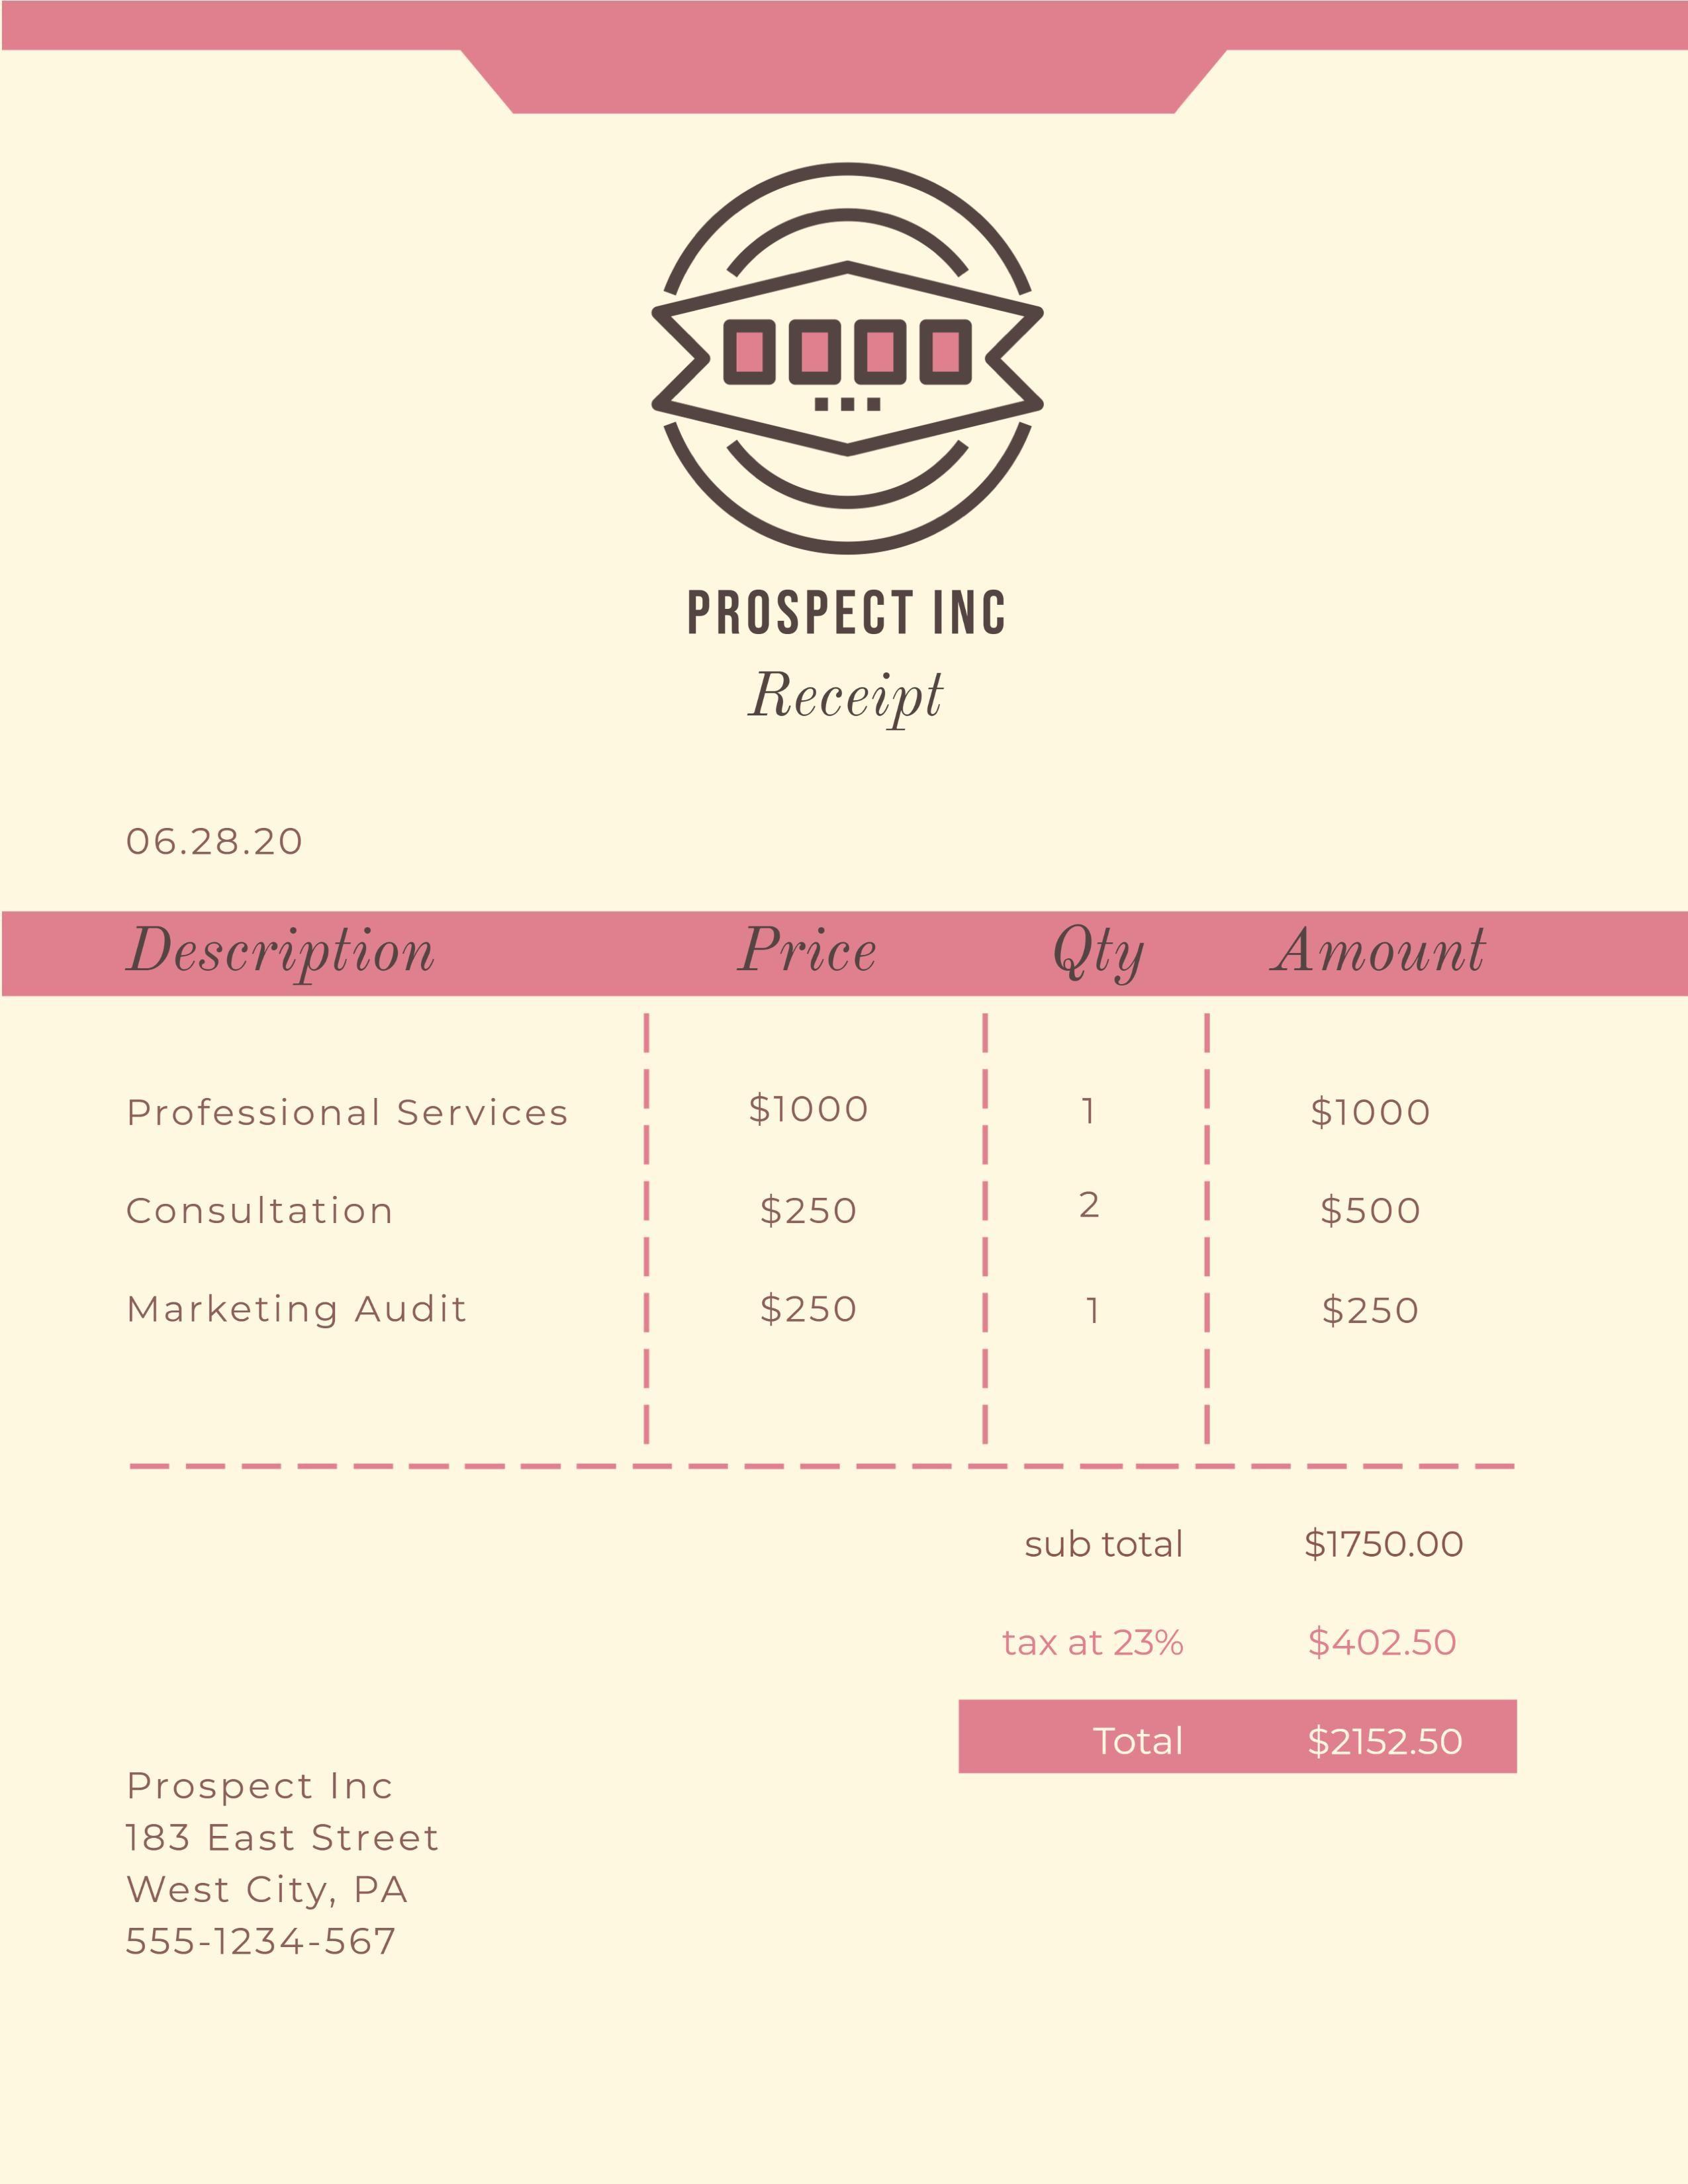 PROSPECT INC
Receipt
06.28.20
Description Price Qty Amount
Professional Services $1000 1 $1000
Consultation $250 2 $500
Marketing Audit $250 1 $250
sub total $1750.00
tax at 23% $402.50
Total $2152.50
Prospect Inc
183 East Street
West City, PA
555-1234-567